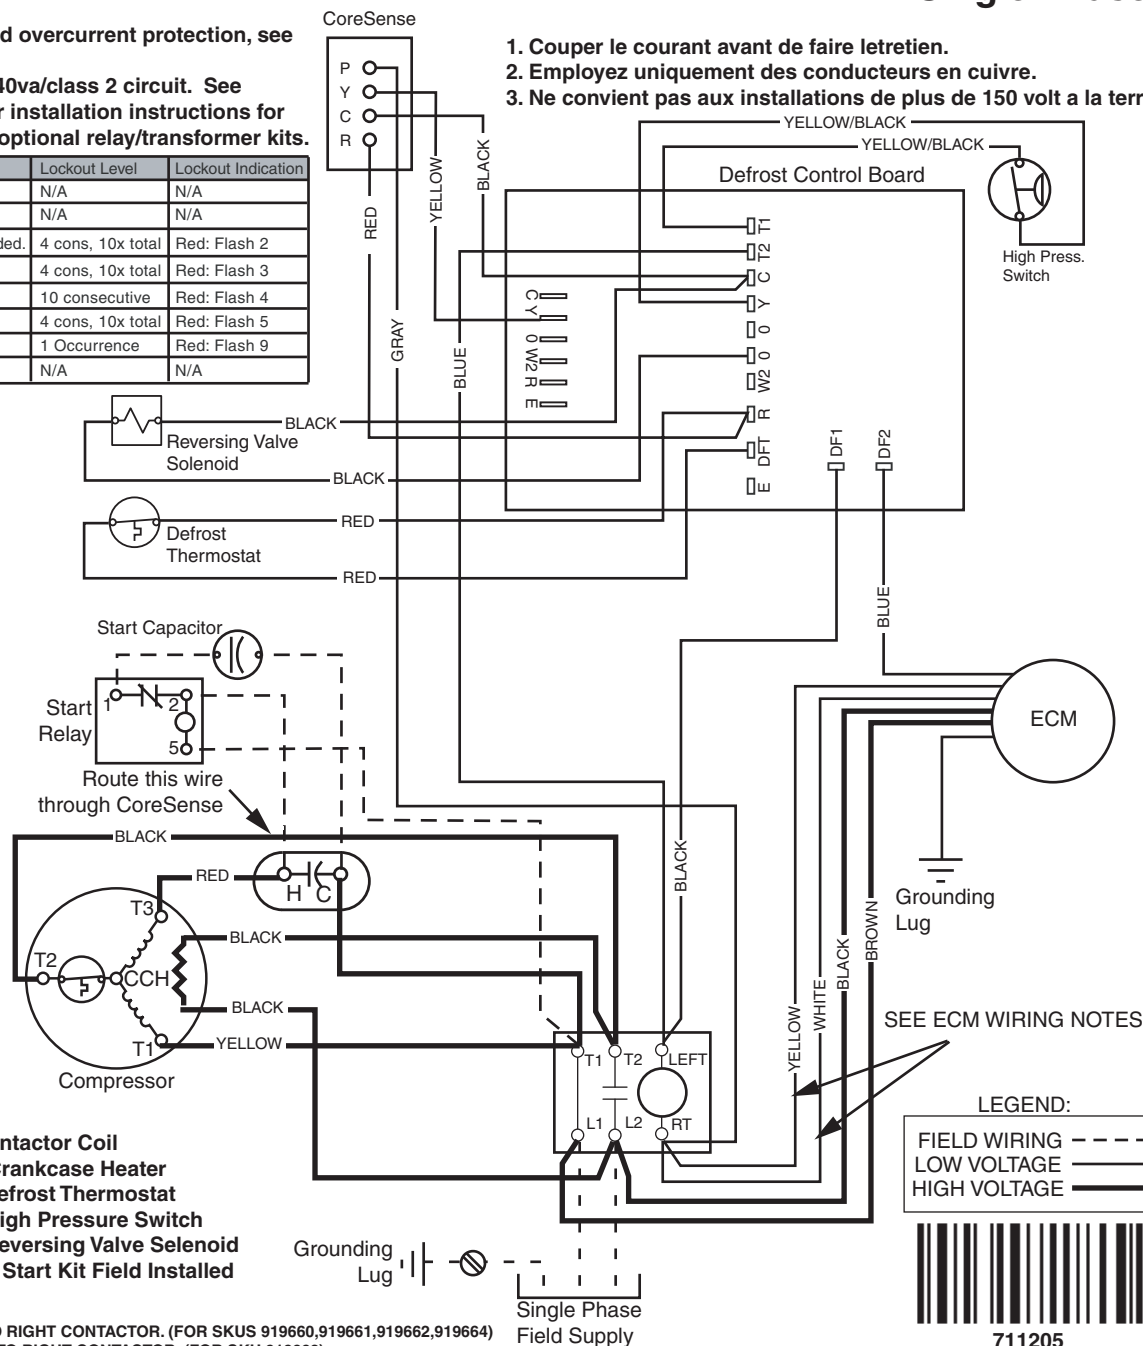 CoreSense
d overcurrent protection, see
40va/class 2 circuit. See
r installation instructions for
optional relay/transformer kits.
1. Couper le courant avant de faire letretien.
2. Employez uniquement des conducteurs en cuivre.
3. Ne convient pas aux installations de plus de 150 volt a la terr
P
Y
C
R
Lockout Level Lockout Indication
N/A N/A
N/A N/A
ded. 4 cons, 10x total Red: Flash 2
4 cons, 10x total Red: Flash 3
10 consecutive Red: Flash 4
4 cons, 10x total Red: Flash 5
1 Occurrence Red: Flash 9
N/A N/A
YELLOW/BLACK
YELLOW/BLACK
Defrost Control Board
High Press.
Switch
RED
YELLOW
BLACK
GRAY
BLUE
C
Y
0
W2
R
E
T1
T2
C
Y
0
0
W2
R
DFT
E
DF1
DF2
BLACK
Reversing Valve
Solenoid
BLACK
RED
Defrost
Thermostat
RED
BLUE
Start Capacitor
Start
Relay
1
2
5
Route this wire
through CoreSense
BLACK
RED
H
C
T3
T2
CCH
T1
BLACK
BLACK
YELLOW
Compressor
ECM
Grounding
Lug
BLACK
YELLOW
WHITE
BLACK
BROWN
SEE ECM WIRING NOTES
T1
T2
LEFT
L1
L2
RT
LEGEND:
FIELD WIRING
LOW VOLTAGE
HIGH VOLTAGE
ntactor Coil
rankcase Heater
efrost Thermostat
igh Pressure Switch
eversing Valve Selenoid
Start Kit Field Installed
Grounding
Lug
Single Phase
Field Supply
711205
O RIGHT CONTACTOR. (FOR SKUS 919660,919661,919662,919664)